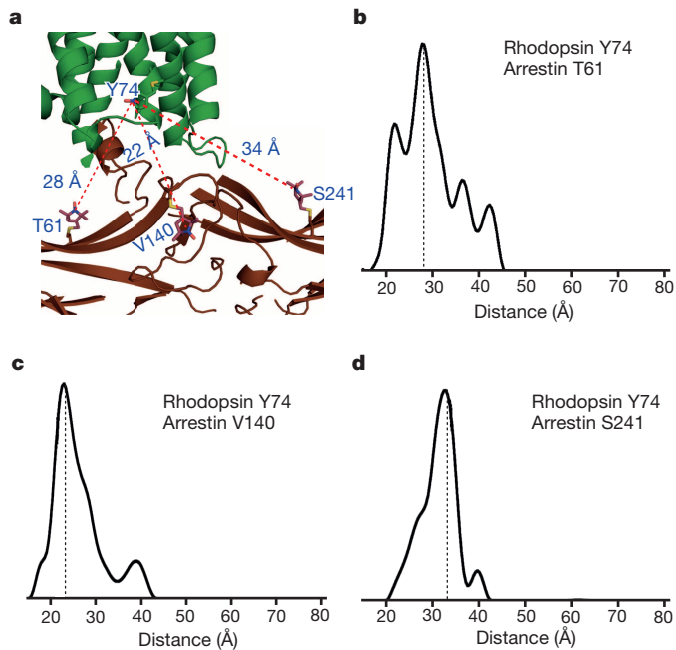 a
Y74
22 Å
34 Å
28 Å
S241
T61
V140
b
Rhodopsin Y74
Arrestin T61
20 30 40 50 60 70 80
Distance (Å)
c
Rhodopsin Y74
Arrestin V140
20 30 40 50 60 70 80
Distance (Å)
d
Rhodopsin Y74
Arrestin S241
20 30 40 50 60 70 80
Distance (Å)